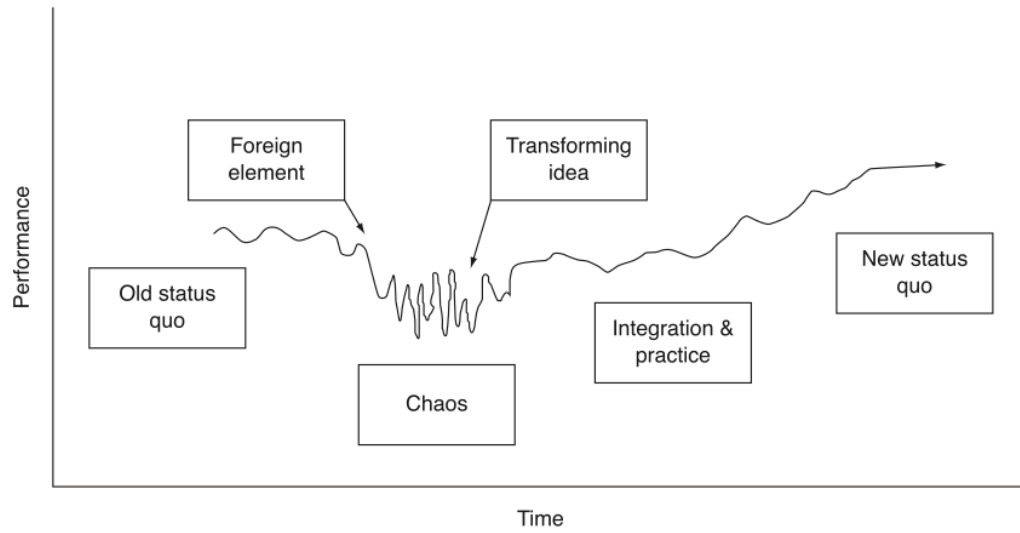 Foreign
element
Transforming
idea
Performance
Old status
quo
New status
quo
Integration &
practice
Chaos
Time